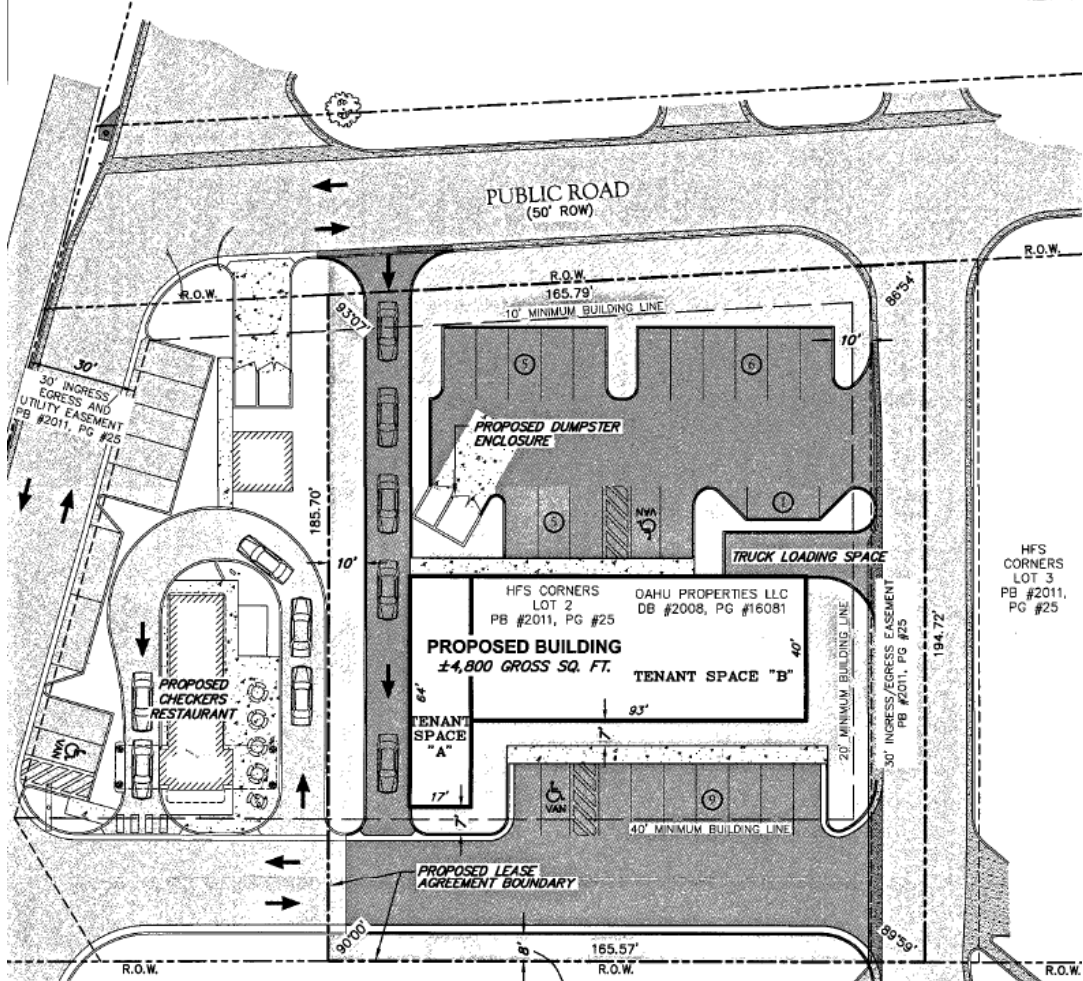 PUBLIC ROAD
(50' ROW)
R.O.W.
R.O.W.
R.O.W.
165.79'
93°07'
86°54'
10' MINIMUM BUILDING LINE
10'
30'
30' INGRESS
EGRESS AND
UTILITY EASEMENT
PB #2011, PG #25
5
6
PROPOSED DUMPSTER
ENCLOSURE
185.70'
5
VAN
1
10'
TRUCK LOADING SPACE
HFS
CORNERS
LOT 3
PB #2011,
PG #25
HFS CORNERS
LOT 2
PB #2011, PG #25
OAHU PROPERTIES LLC
DB #2008, PG #16081
PROPOSED BUILDING
±4,800 GROSS SQ. FT.
40'
TENANT SPACE "B"
64'
93'
TENANT
SPACE
"A"
17'
7'
7'
PROPOSED
CHECKERS
RESTAURANT
VAN
20' MINIMUM BUILDING LINE
30' INGRESS/EGRESS EASEMENT
PB #2011, PG #25
194.72'
VAN
9
40' MINIMUM BUILDING LINE
PROPOSED LEASE
AGREEMENT BOUNDARY
90°00'
8'
165.57'
89°59'
R.O.W.
R.O.W.
R.O.W.